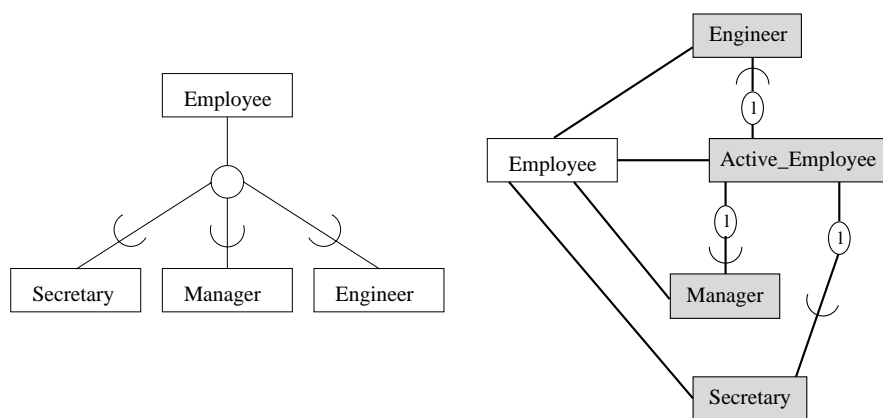 Employee
Secretary
Manager
Engineer
Engineer
1
Employee
Active_Employee
1
1
Manager
Secretary